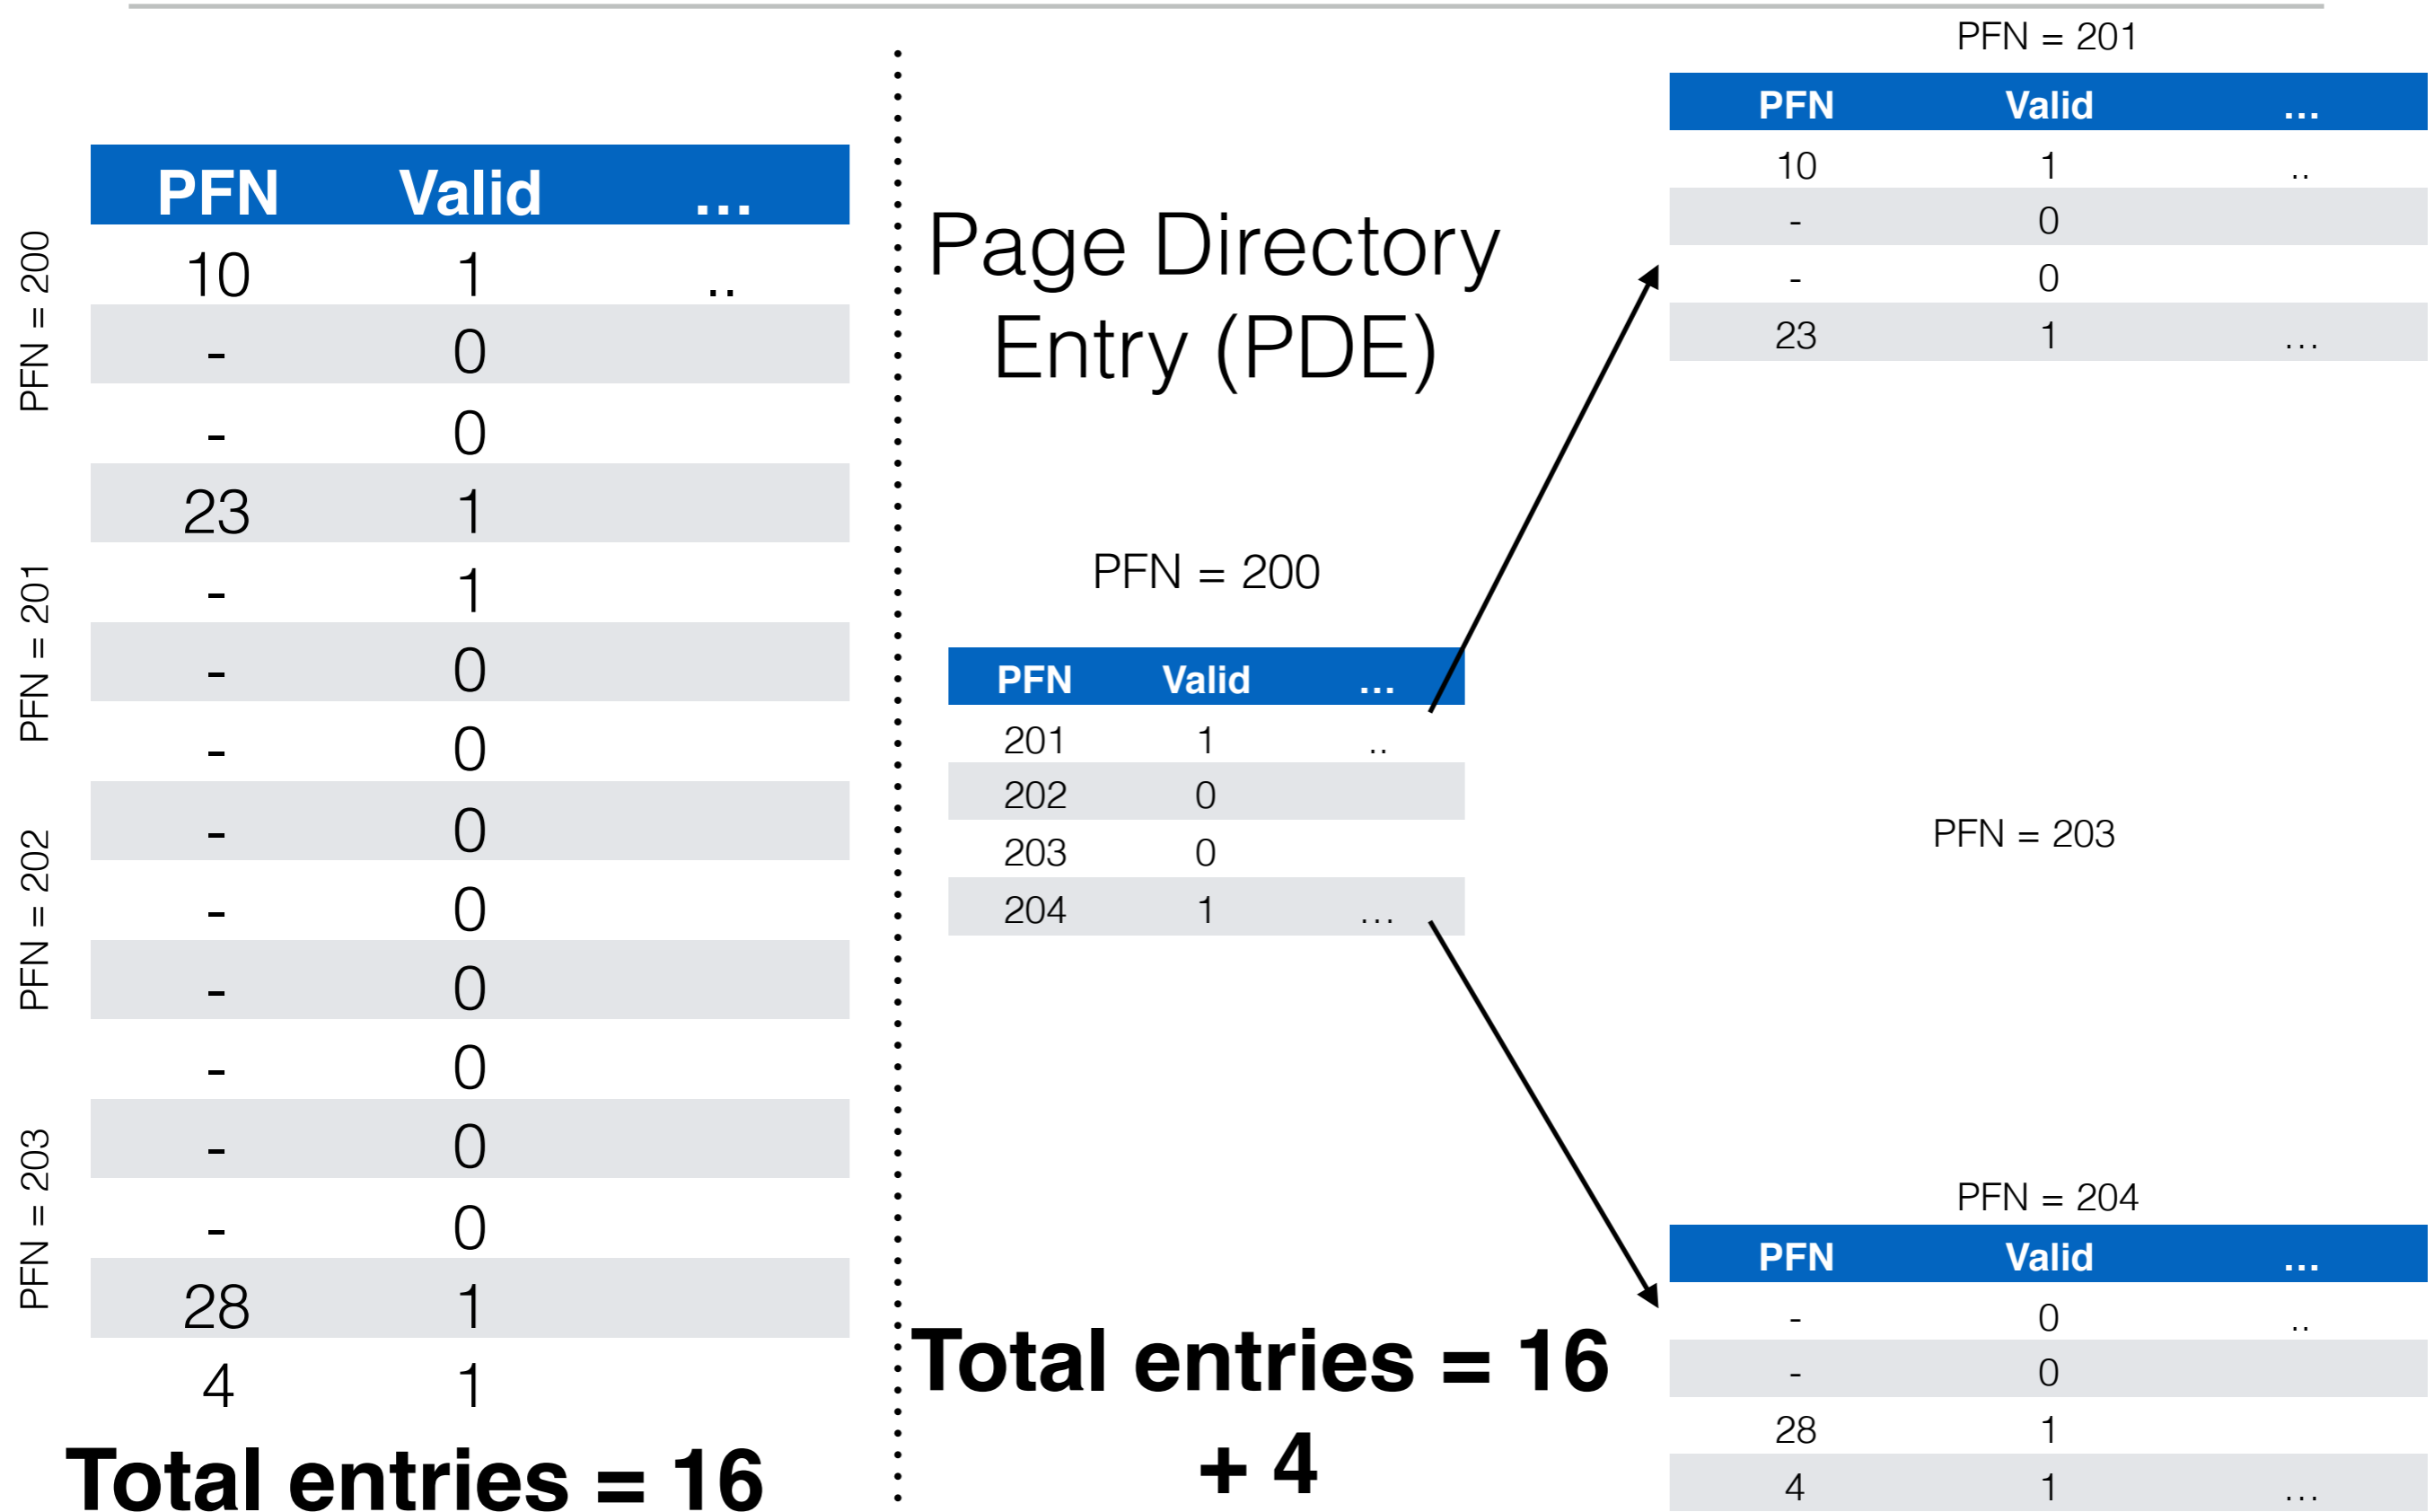 PFN = 200
PFN = 201
PFN = 202
PFN = 203
PFN Valid ...
10 1 ..
- 0
- 0
23 1
- 1
- 0
- 0
- 0
- 0
- 0
- 0
- 0
- 0
28 1
4 1
Total entries = 16
Page Directory
Entry (PDE)
PFN = 200
PFN Valid ...
201 1 ..
202 0
203 0
204 1 ...
Total entries = 16
+ 4
PFN = 201
PFN Valid ...
10 1 ..
- 0
- 0
23 1 ...
PFN = 203
PFN = 204
PFN Valid ...
- 0 ..
- 0
28 1
4 1 ...